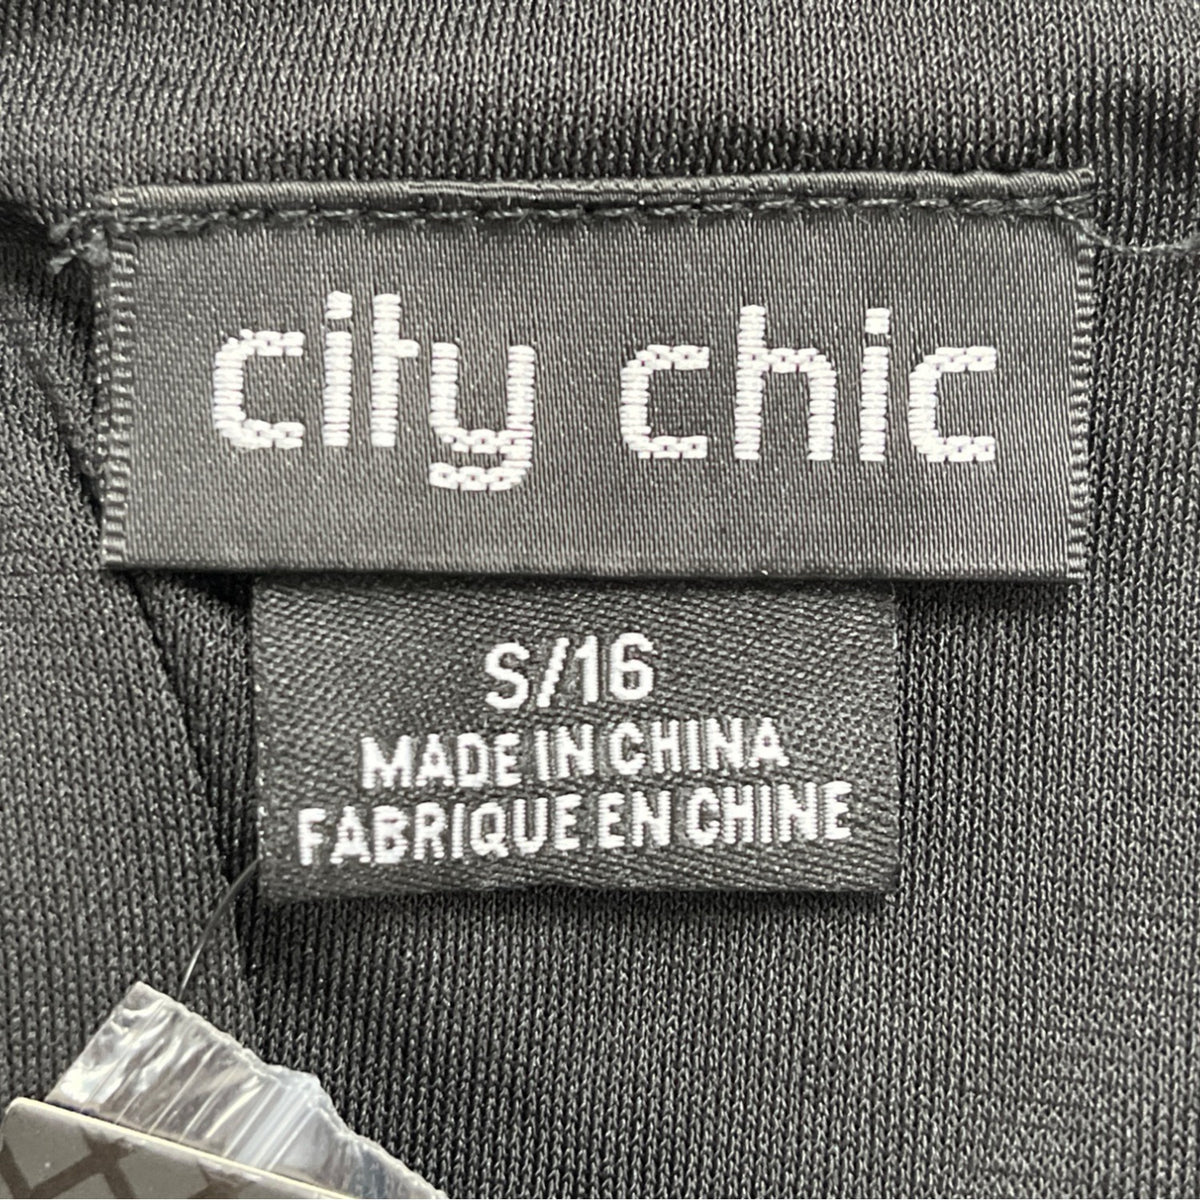 city chic
S/16
MADE IN CHINA
FABRIQUE EN CHINE